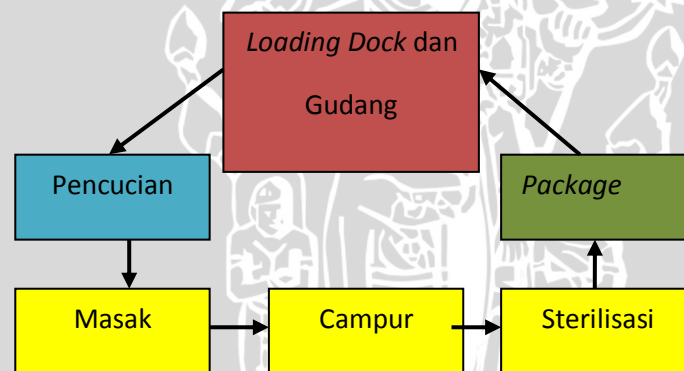 Loading Dock dan
Gudang
Pencucian
Package
Masak
Campur
Sterilisasi